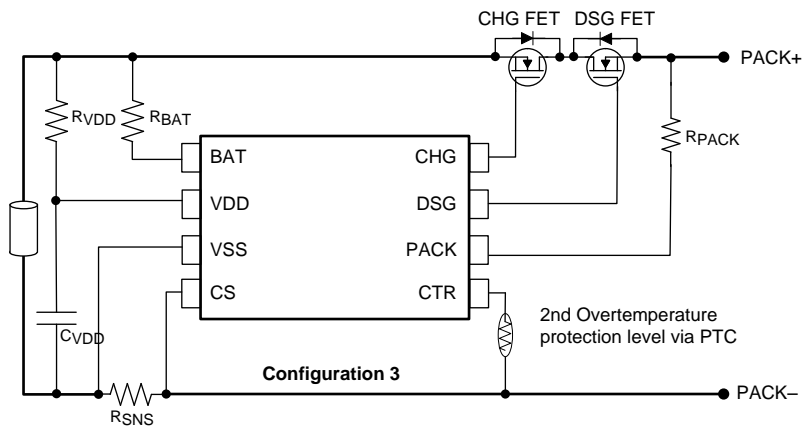 CHG FET DSG FET
PACK+
RVDD
RBAT
RPACK
BAT
CHG
VDD
DSG
VSS
PACK
CS
CTR
2nd Overtemperature
protection level via PTC
CVDD
Configuration 3
RSNS
PACK–